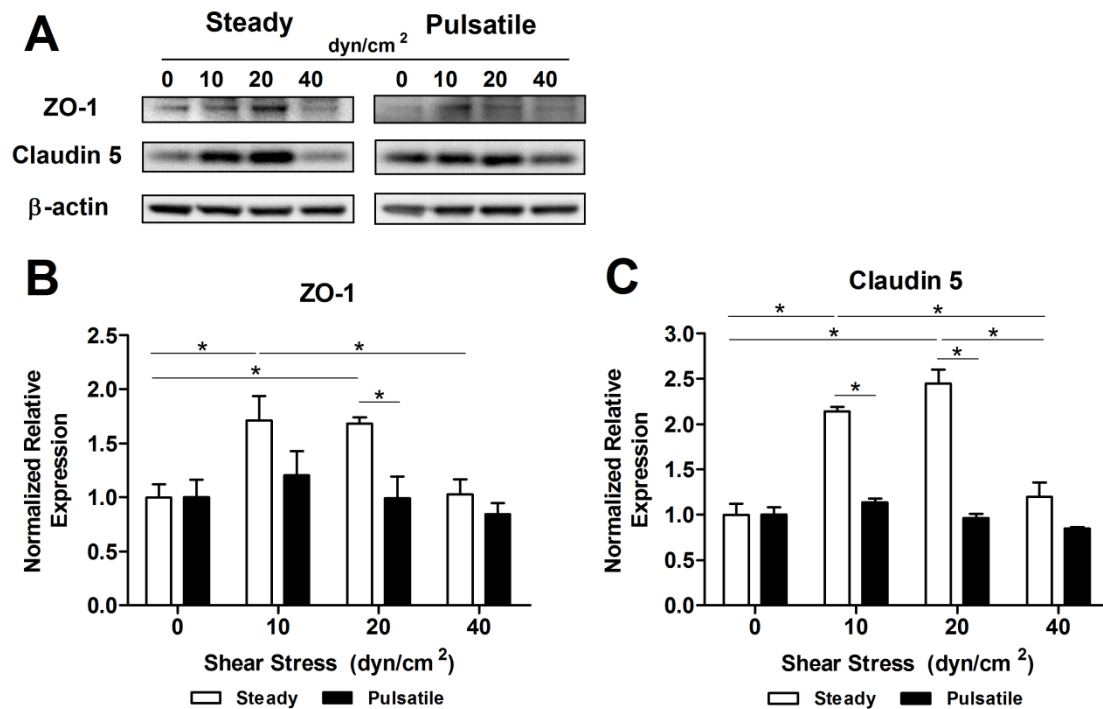 A
Steady
dyn/cm 2
Pulsatile
0 10 20 40
0 10 20 40
ZO-1
Claudin 5
β-actin
B
ZO-1
Normalized Relative
Expression
2.5
2.0
1.5
1.0
0.5
0.0
*
*
*
*
0 10 20 40
Shear Stress (dyn/cm 2)
Steady Pulsatile
C
Claudin 5
Normalized Relative
Expression
3.0
2.5
2.0
1.5
1.0
0.5
0.0
* *
* *
*
*
0 10 20 40
Shear Stress (dyn/cm 2)
Steady Pulsatile